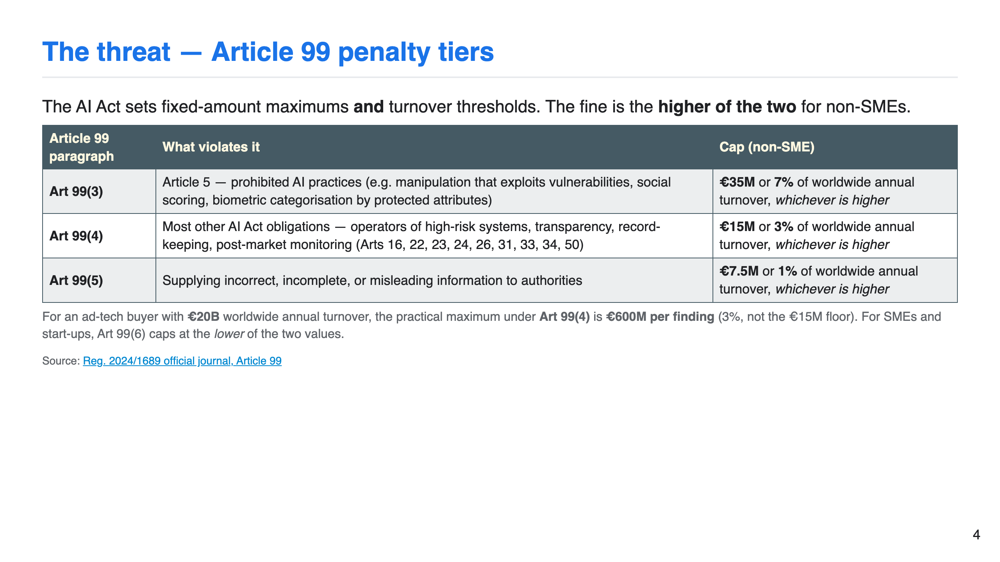 The threat — Article 99 penalty tiers
The AI Act sets fixed-amount maximums and turnover thresholds. The fine is the higher of the two for non-SMEs.
Article 99
paragraph
What violates it
Cap (non-SME)
Art 99(3)
Article 5 — prohibited AI practices (e.g. manipulation that exploits vulnerabilities, social
scoring, biometric categorisation by protected attributes)
€35M or 7% of worldwide annual
turnover, whichever is higher
Art 99(4)
Most other AI Act obligations — operators of high-risk systems, transparency, record-
keeping, post-market monitoring (Arts 16, 22, 23, 24, 26, 31, 33, 34, 50)
€15M or 3% of worldwide annual
turnover, whichever is higher
Art 99(5)
Supplying incorrect, incomplete, or misleading information to authorities
€7.5M or 1% of worldwide annual
turnover, whichever is higher
For an ad-tech buyer with €20B worldwide annual turnover, the practical maximum under Art 99(4) is €600M per finding (3%, not the €15M floor). For SMEs and
start-ups, Art 99(6) caps at the lower of the two values.
Source: Reg. 2024/1689 official journal, Article 99
4